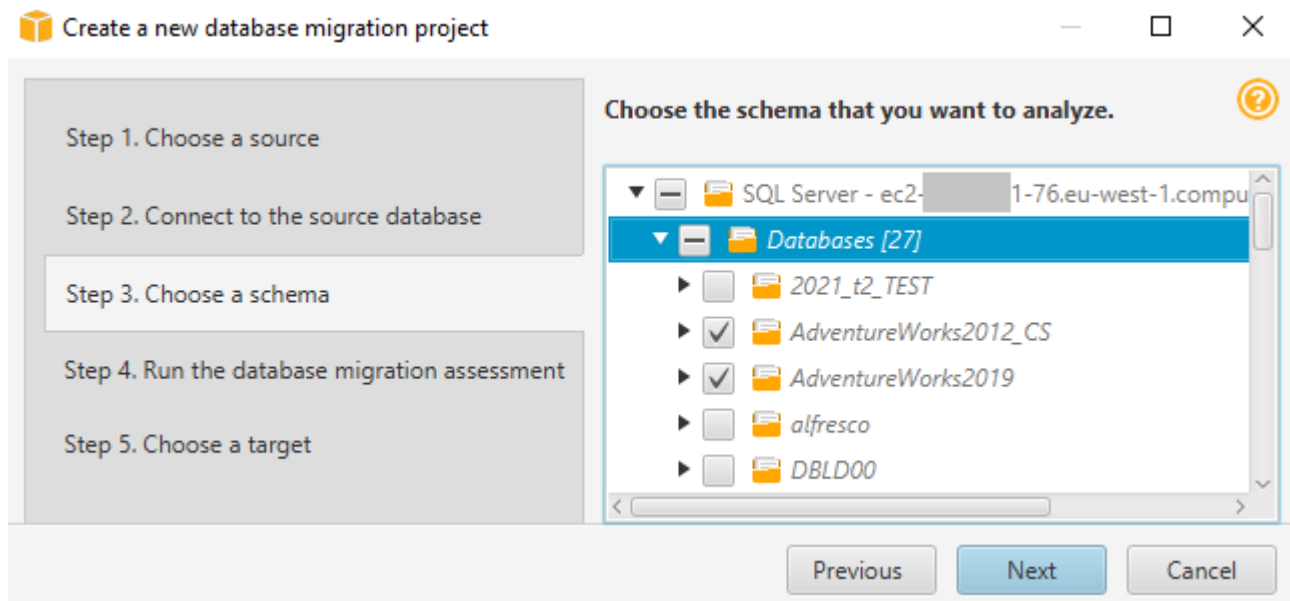 Create a new database migration project
Step 1. Choose a source
Step 2. Connect to the source database
Step 3. Choose a schema
Step 4. Run the database migration assessment
Step 5. Choose a target
Choose the schema that you want to analyze.
SQL Server - ec2- 1-76.eu-west-1.compu
Databases [27]
2021_t2_TEST
AdventureWorks2012_CS
AdventureWorks2019
alfresco
DBLD00
Previous Next Cancel